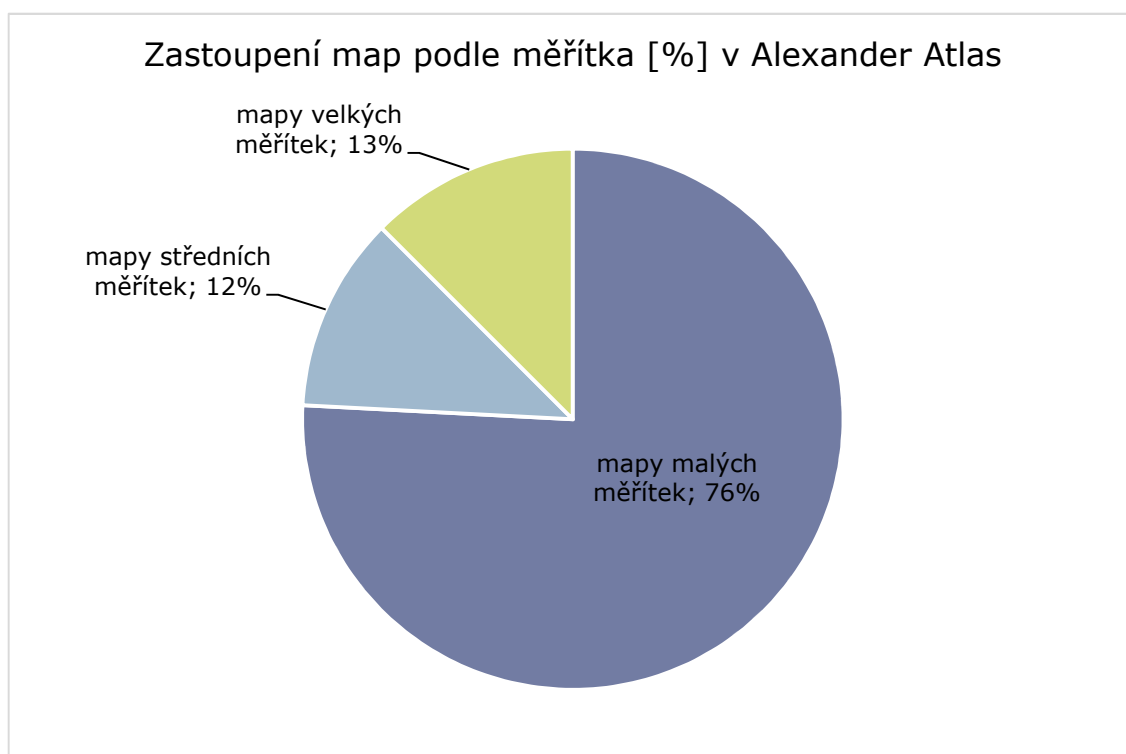 Zastoupení map podle měřítka [%] v Alexander Atlas
mapy velkých
měřítek; 13%
mapy středních
měřítek; 12%
mapy malých
měřítek; 76%